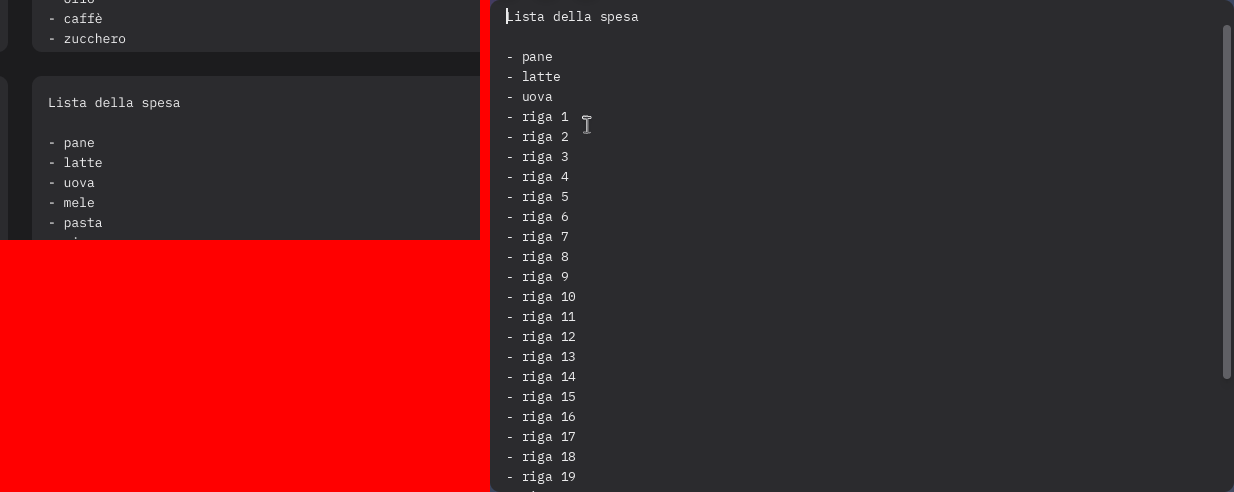 - caffè
- zucchero
Lista della spesa
- pane
- latte
- uova
- mele
- pasta
Lista della spesa
- pane
- latte
- uova
- riga 1
- riga 2
- riga 3
- riga 4
- riga 5
- riga 6
- riga 7
- riga 8
- riga 9
- riga 10
- riga 11
- riga 12
- riga 13
- riga 14
- riga 15
- riga 16
- riga 17
- riga 18
- riga 19